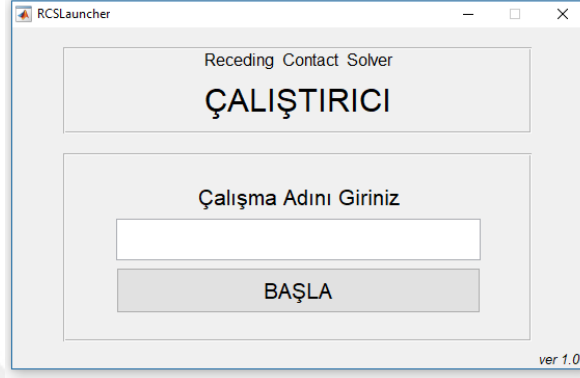 RCSLauncher
Receding Contact Solver
ÇALIŞTIRICI
Çalışma Adını Giriniz
BAŞLA
ver 1.0